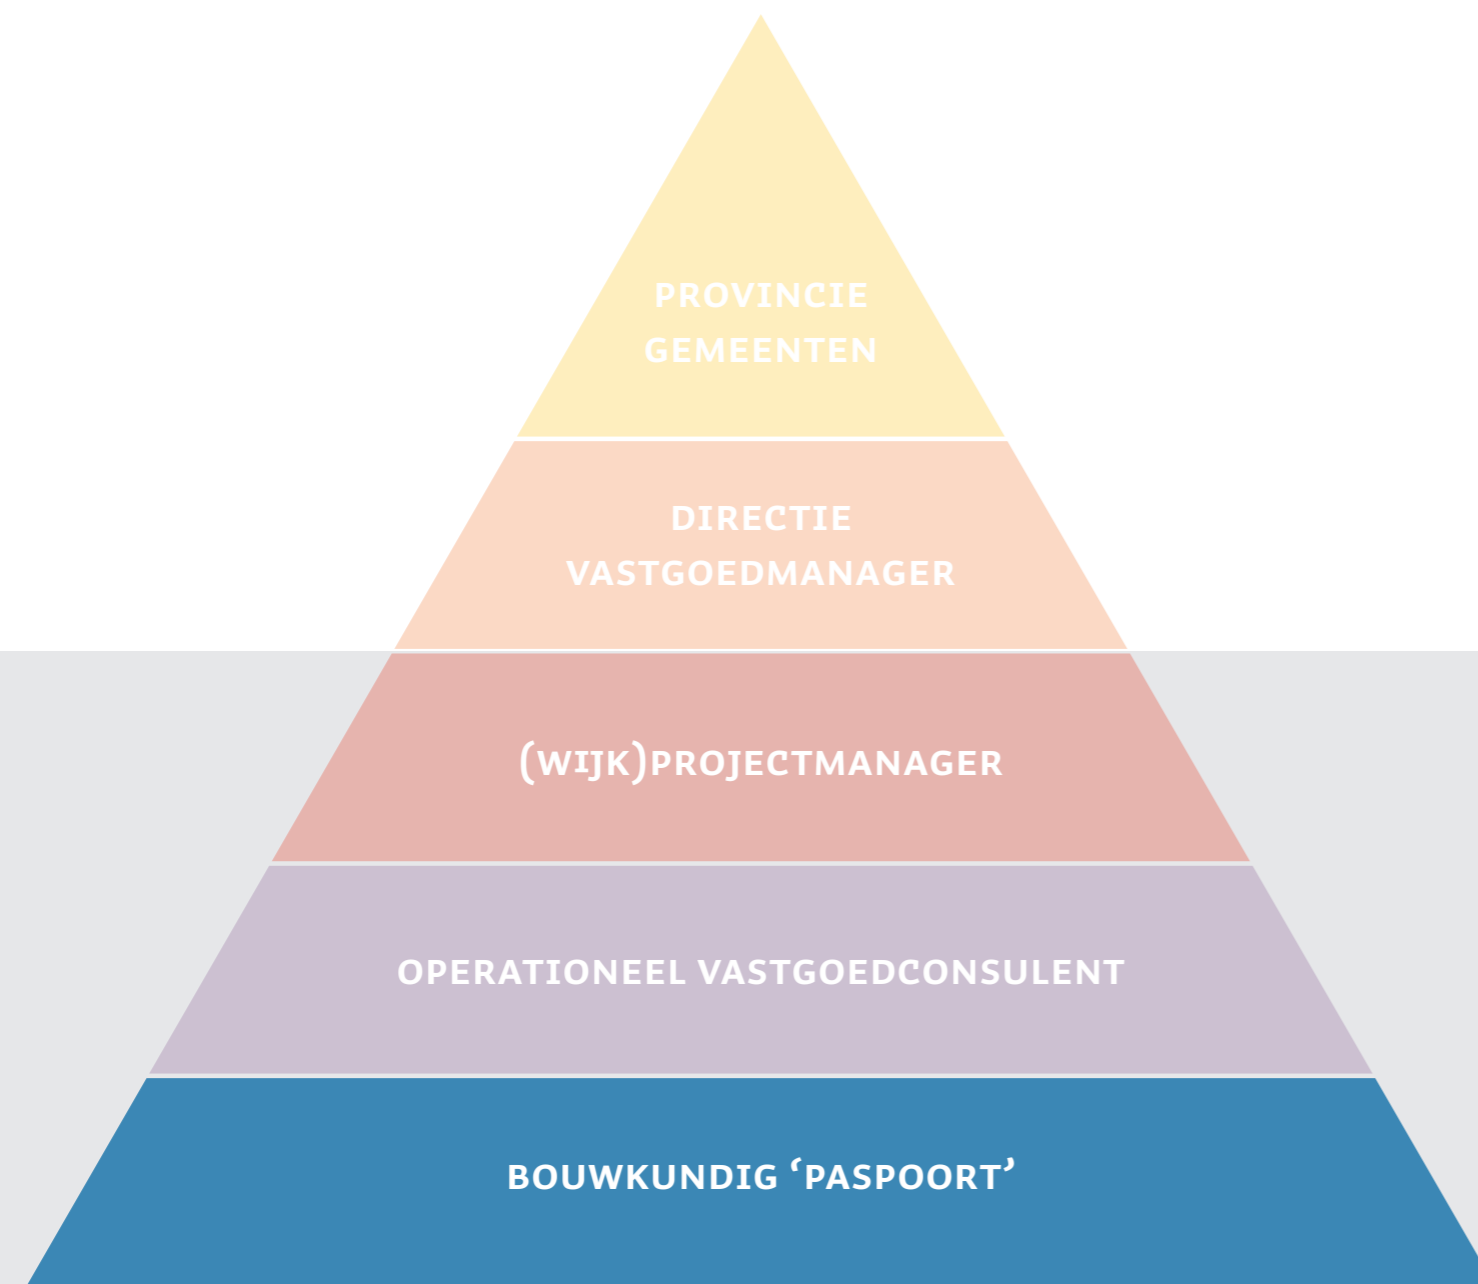 PROVINCIE
GEMEENTEN
DIRECTIE
VASTGOEDMANAGER
(WIJK)PROJECTMANAGER
OPERATIONEEL VASTGOEDCONSULENT
BOUWKUNDIG ‘PASPOORT’